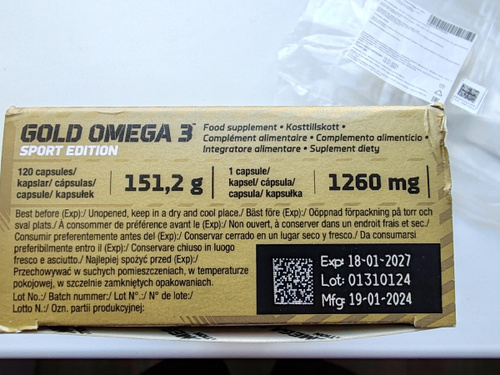 GOLD OMEGA 3™
SPORT EDITION
Food supplement • Kosttillskott •
Complément alimentaire • Complemento alimentício •
Integratore alimentare • Suplement diety
120 capsules/
kapslar/ cápsulas/
capsule/ kapsułek
151,2 g
1 capsule/
kapsel/ cápsula/
capsula/ kapsułka
1260 mg
Best before (Exp):/ Unopened, keep in a dry and cool place./ Bäst före (Exp):/ Oöppnad förpackning på torr och
sval plats./ À consommer de préférence avant le (Exp):/ Non ouvert, à conserver dans un endroit frais et sec./
Consumir preferentemente antes del (Exp):/ Conservar cerrado en un lugar seco y fresco./ Da consumarsi
preferibilmente entro il (Exp):/ Conservare chiuso in luogo
fresco e asciutto./ Najlepiej spożyć przed (Exp):/
Przechowywać w suchych pomieszczeniach, w temperaturze
pokojowej, w szczelnie zamkniętych opakowaniach.
Lot No.:/ Batch number:/ Lot N°.:/ N° de lote:/
Lotto N.:/ Ozn. partii produkcyjnej:
Exp: 18-01-2027
Lot: 01310124
Mfg: 19-01-2024